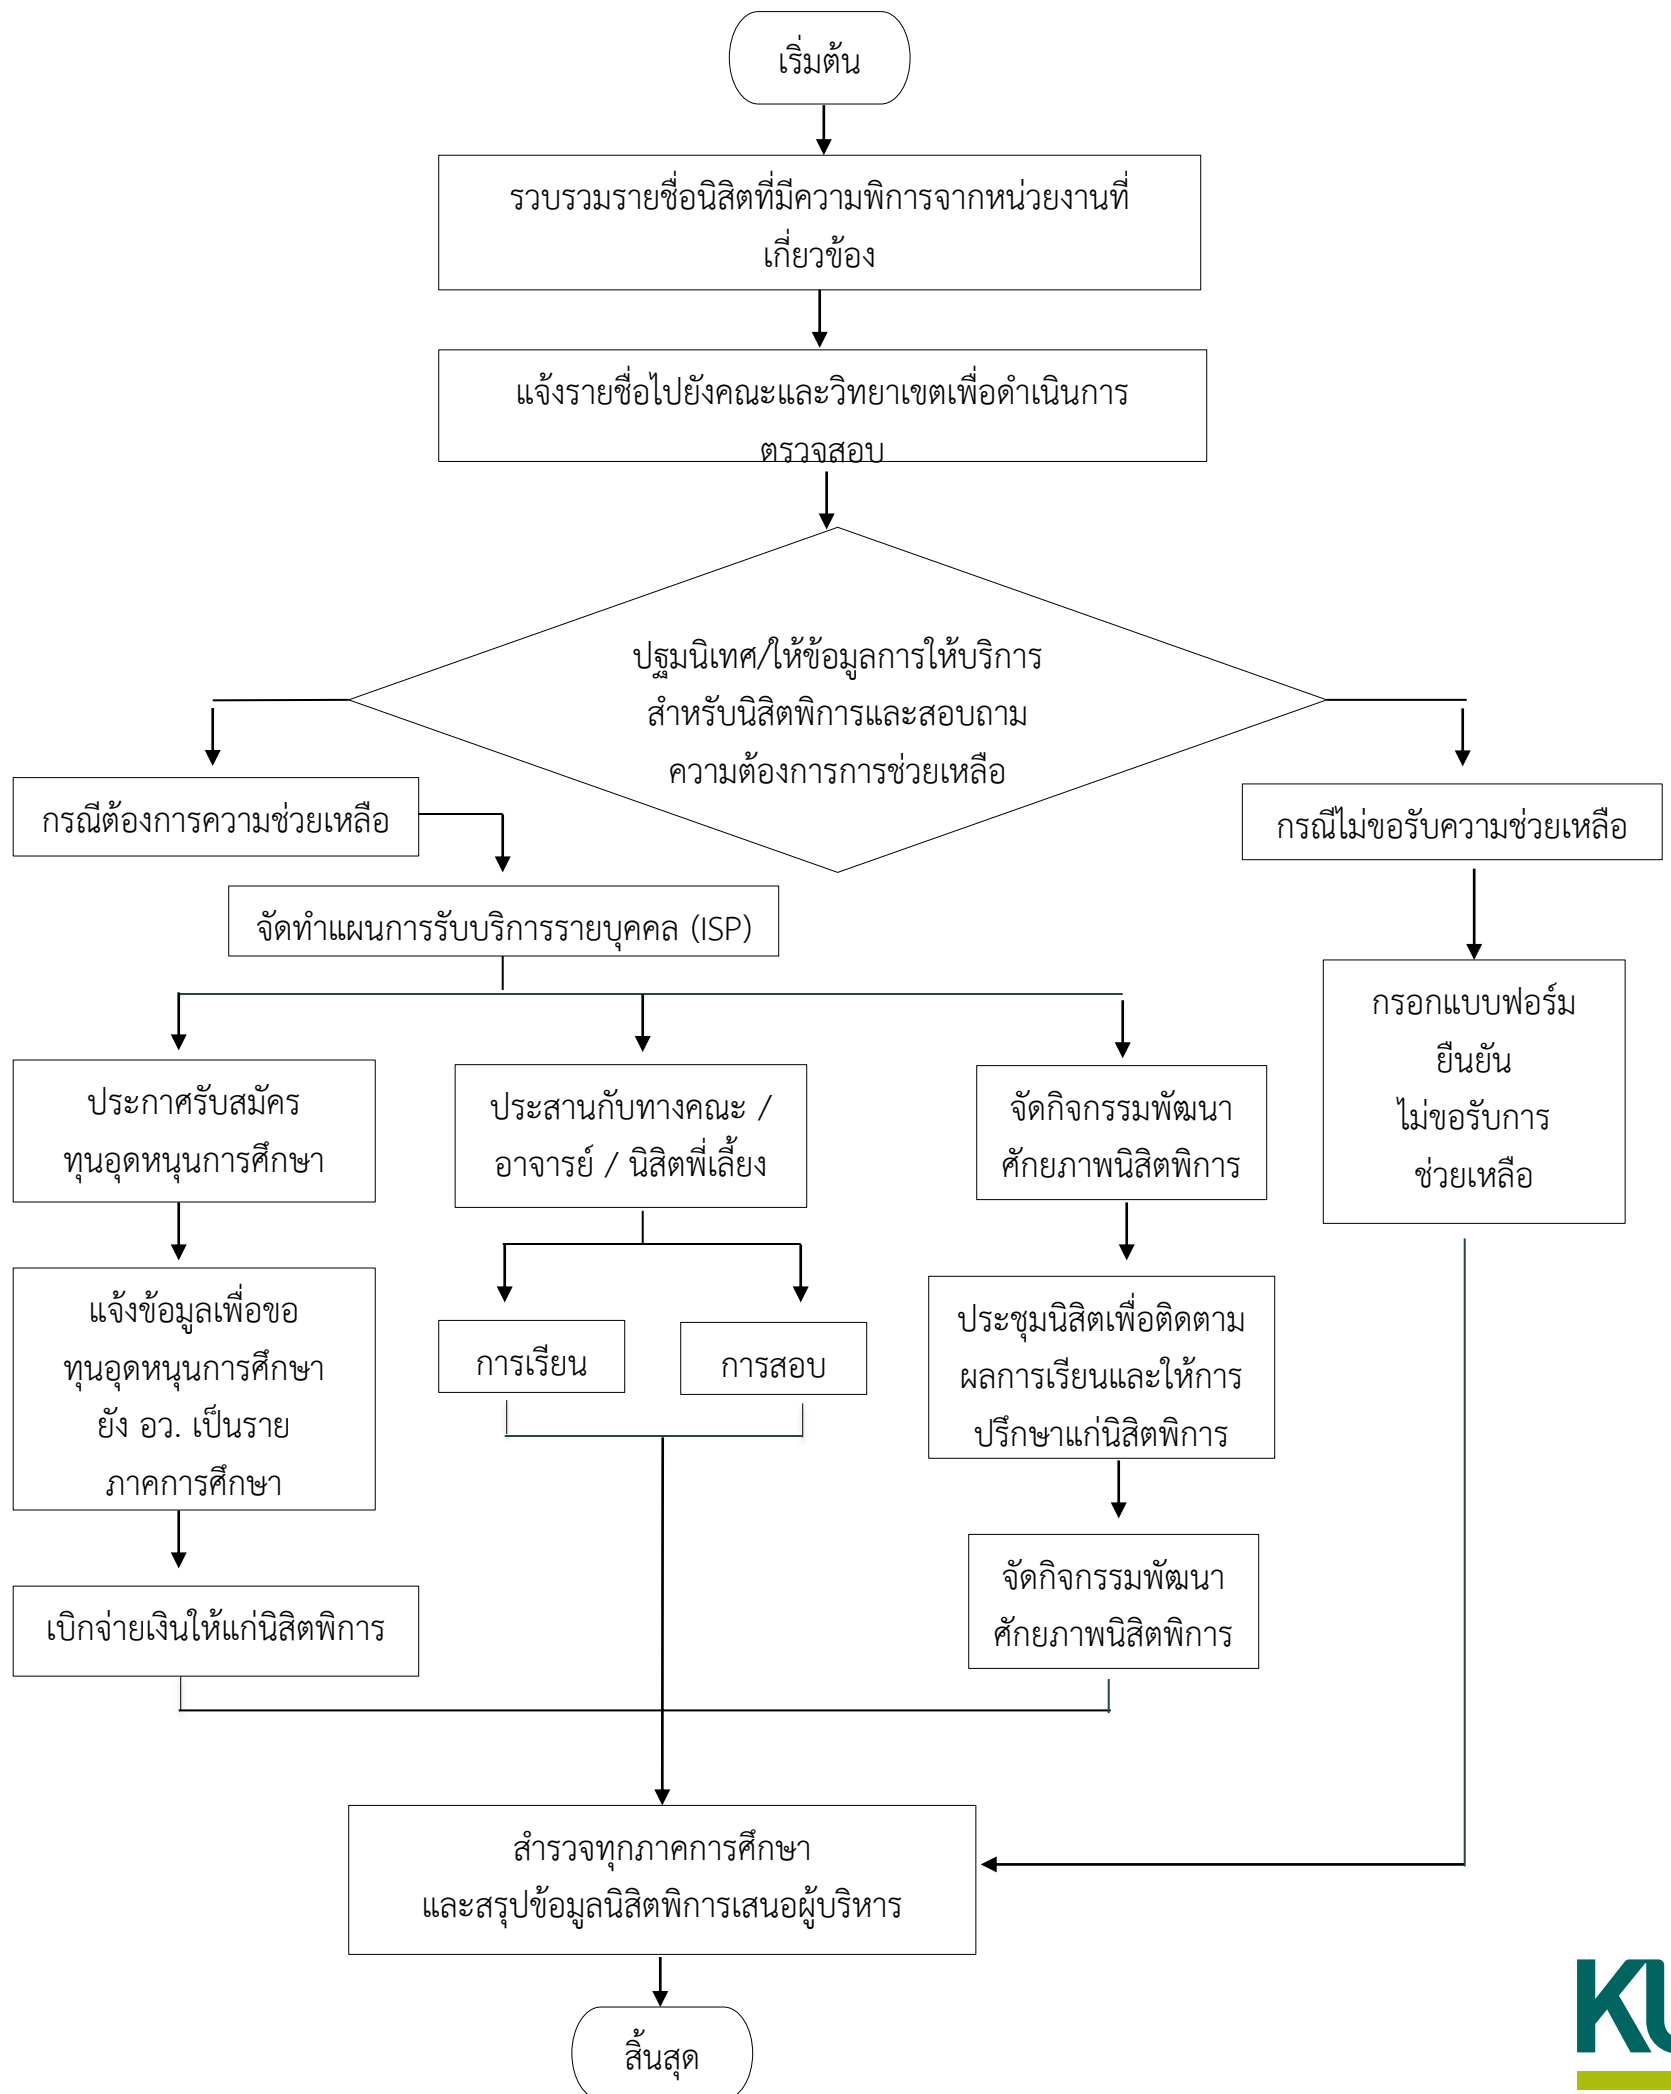 เริ่มต้น
รวบรวมรายชื่อนิสิตที่มีความพิการจากหน่วยงานที่
เกี่ยวข้อง
แจ้งรายชื่อไปยังคณะและวิทยาเขตเพื่อดำเนินการ
ตรวจสอบ
ปฐมนิเทศ/ให้ข้อมูลการให้บริการ
สำหรับนิสิตพิการและสอบถาม
ความต้องการการช่วยเหลือ
กรณีต้องการความช่วยเหลือ
กรณีไม่ขอรับความช่วยเหลือ
จัดทำแผนการรับบริการรายบุคคล (ISP)
กรอกแบบฟอร์ม
ยืนยัน
ไม่ขอรับการ
ช่วยเหลือ
ประกาศรับสมัคร
ทุนอุดหนุนการศึกษา
ประสานกับทางคณะ /
อาจารย์ / นิสิตพี่เลี้ยง
จัดกิจกรรมพัฒนา
ศักยภาพนิสิตพิการ
แจ้งข้อมูลเพื่อขอ
ทุนอุดหนุนการศึกษา
ยัง อว. เป็นราย
ภาคการศึกษา
การเรียน
การสอบ
ประชุมนิสิตเพื่อติดตาม
ผลการเรียนและให้การ
ปรึกษาแก่นิสิตพิการ
เบิกจ่ายเงินให้แก่นิสิตพิการ
จัดกิจกรรมพัฒนา
ศักยภาพนิสิตพิการ
สำรวจทุกภาคการศึกษา
และสรุปข้อมูลนิสิตพิการเสนอผู้บริหาร
สิ้นสุด
KU